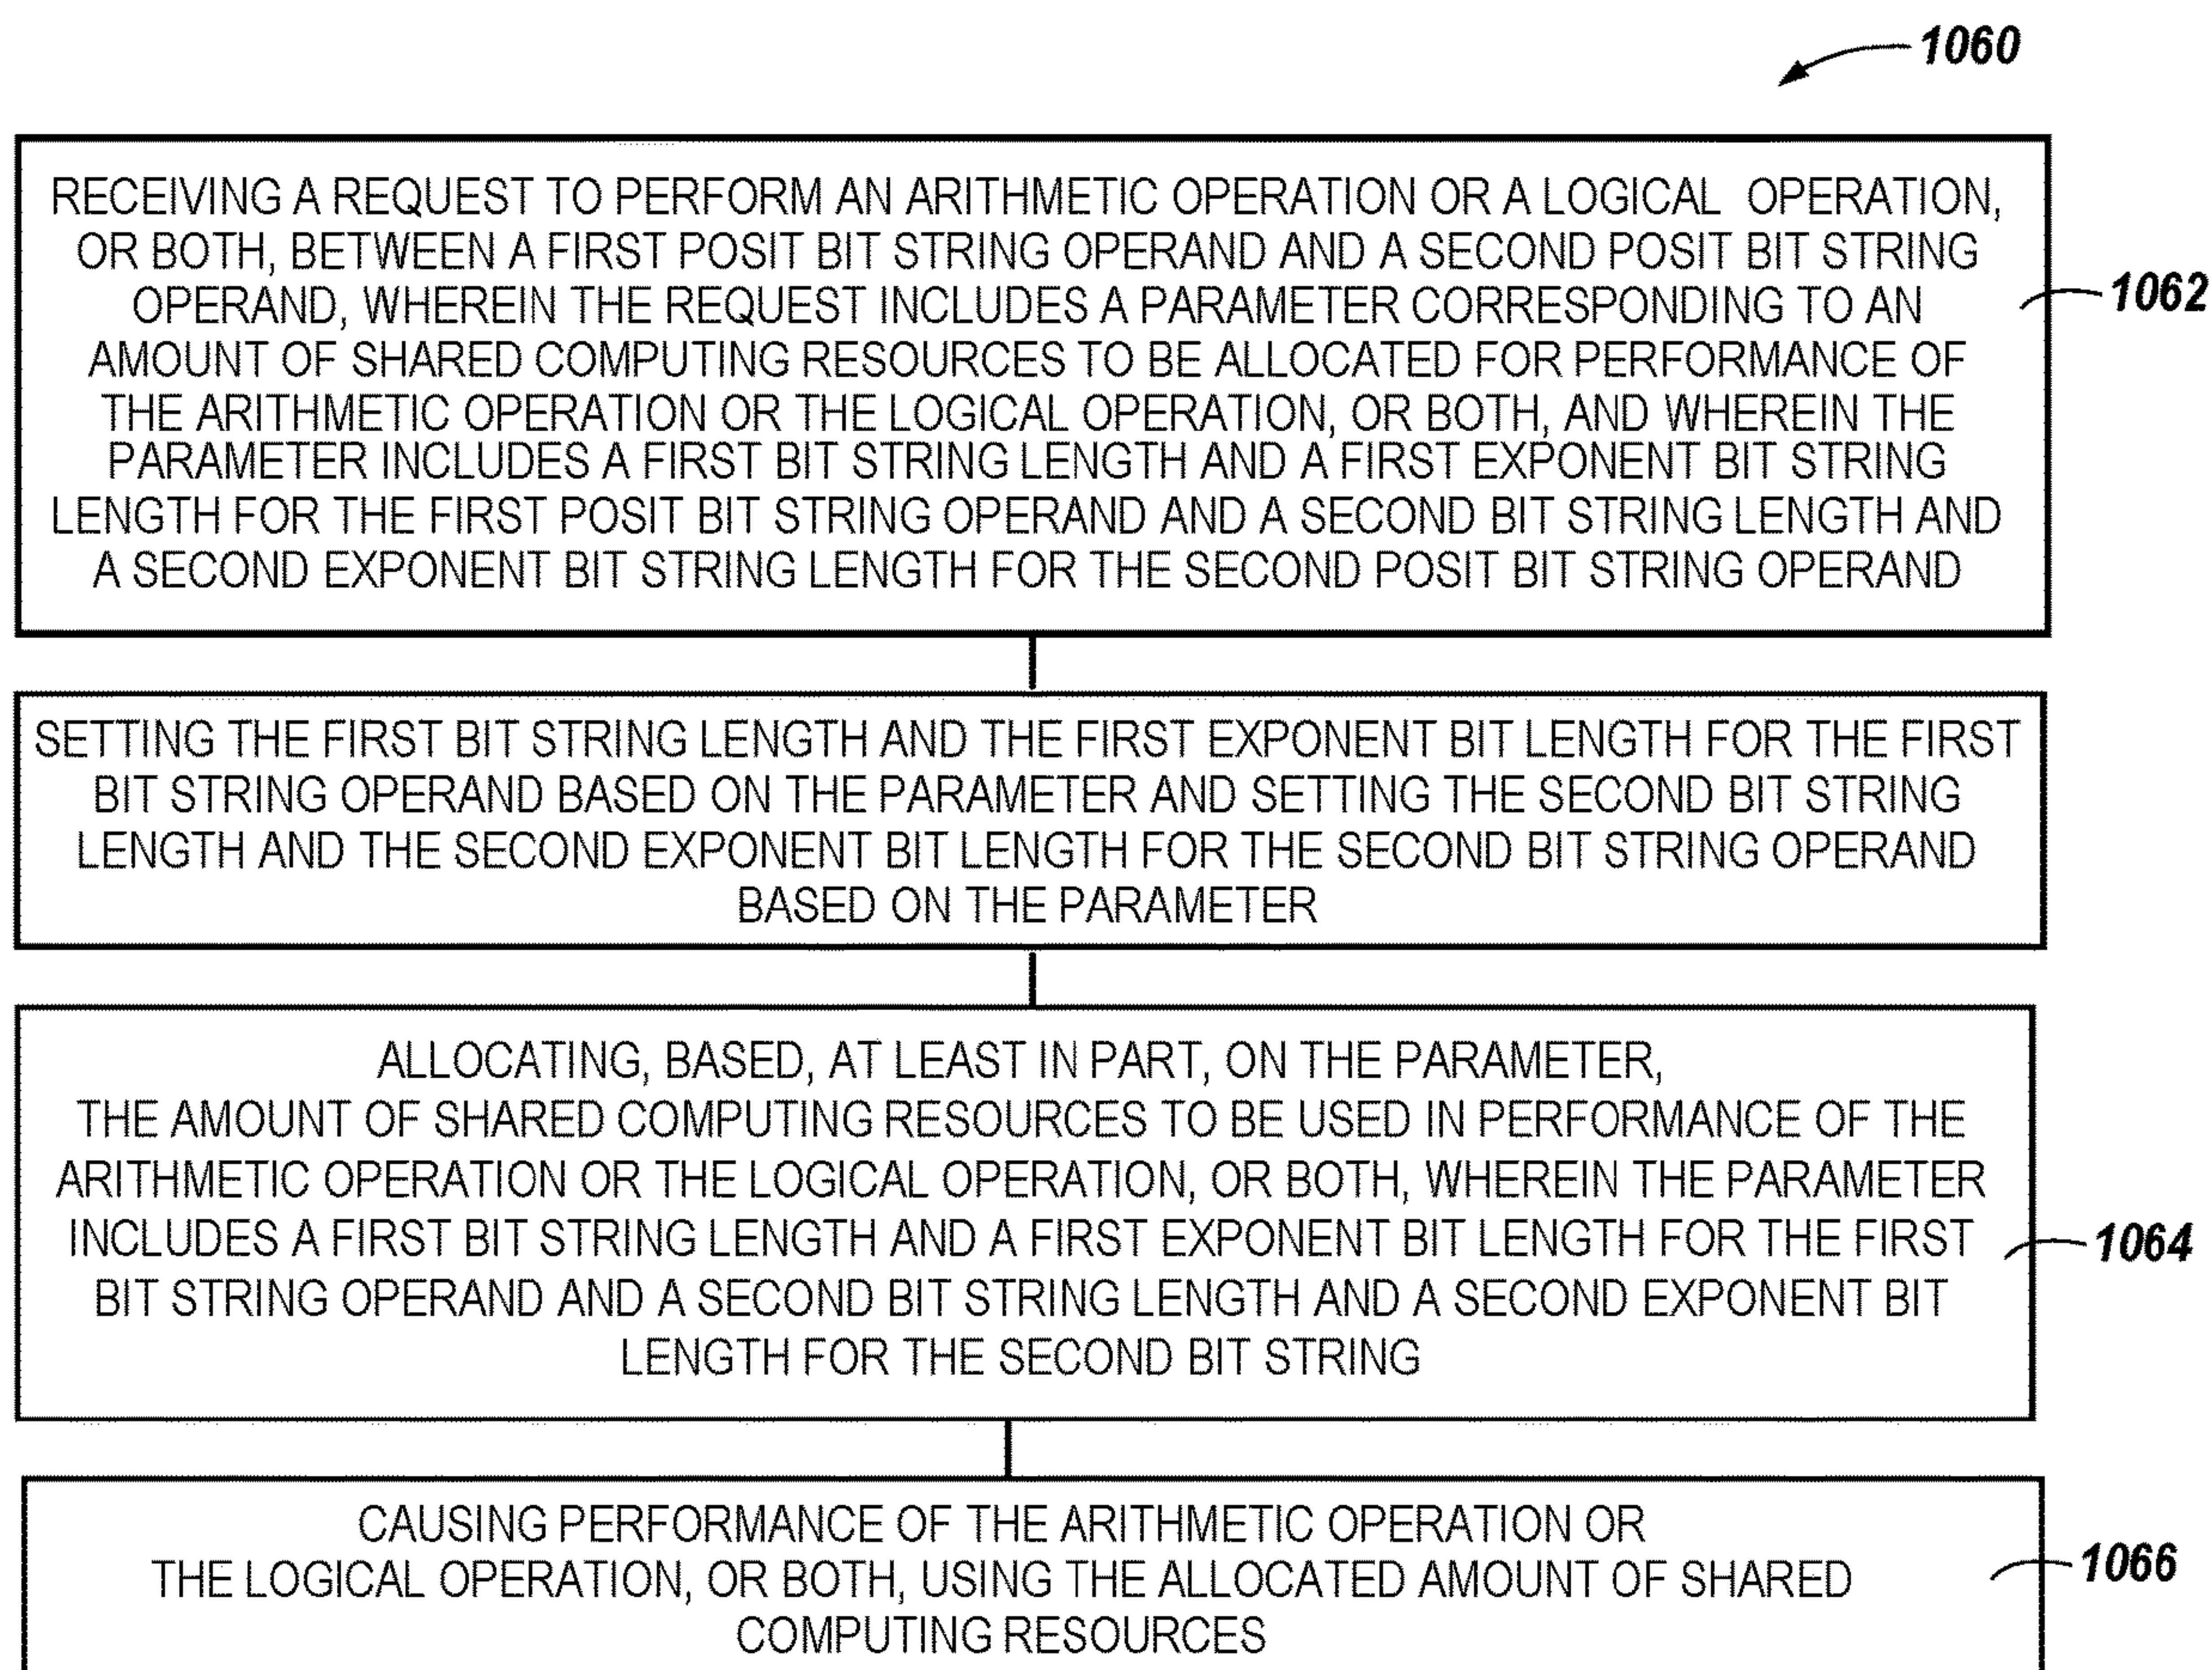 1060
RECEIVING A REQUEST TO PERFORM AN ARITHMETIC OPERATION OR A LOGICAL OPERATION,
OR BOTH, BETWEEN A FIRST POSIT BIT STRING OPERAND AND A SECOND POSIT BIT STRING
OPERAND, WHEREIN THE REQUEST INCLUDES A PARAMETER CORRESPONDING TO AN
AMOUNT OF SHARED COMPUTING RESOURCES TO BE ALLOCATED FOR PERFORMANCE OF
THE ARITHMETIC OPERATION OR THE LOGICAL OPERATION, OR BOTH, AND WHEREIN THE
PARAMETER INCLUDES A FIRST BIT STRING LENGTH AND A FIRST EXPONENT BIT STRING
LENGTH FOR THE FIRST POSIT BIT STRING OPERAND AND A SECOND BIT STRING LENGTH AND
A SECOND EXPONENT BIT STRING LENGTH FOR THE SECOND POSIT BIT STRING OPERAND
1062
SETTING THE FIRST BIT STRING LENGTH AND THE FIRST EXPONENT BIT LENGTH FOR THE FIRST
BIT STRING OPERAND BASED ON THE PARAMETER AND SETTING THE SECOND BIT STRING
LENGTH AND THE SECOND EXPONENT BIT LENGTH FOR THE SECOND BIT STRING OPERAND
BASED ON THE PARAMETER
ALLOCATING, BASED, AT LEAST IN PART, ON THE PARAMETER,
THE AMOUNT OF SHARED COMPUTING RESOURCES TO BE USED IN PERFORMANCE OF THE
ARITHMETIC OPERATION OR THE LOGICAL OPERATION, OR BOTH, WHEREIN THE PARAMETER
INCLUDES A FIRST BIT STRING LENGTH AND A FIRST EXPONENT BIT LENGTH FOR THE FIRST
BIT STRING OPERAND AND A SECOND BIT STRING LENGTH AND A SECOND EXPONENT BIT
LENGTH FOR THE SECOND BIT STRING
1064
CAUSING PERFORMANCE OF THE ARITHMETIC OPERATION OR
THE LOGICAL OPERATION, OR BOTH, USING THE ALLOCATED AMOUNT OF SHARED
COMPUTING RESOURCES
1066